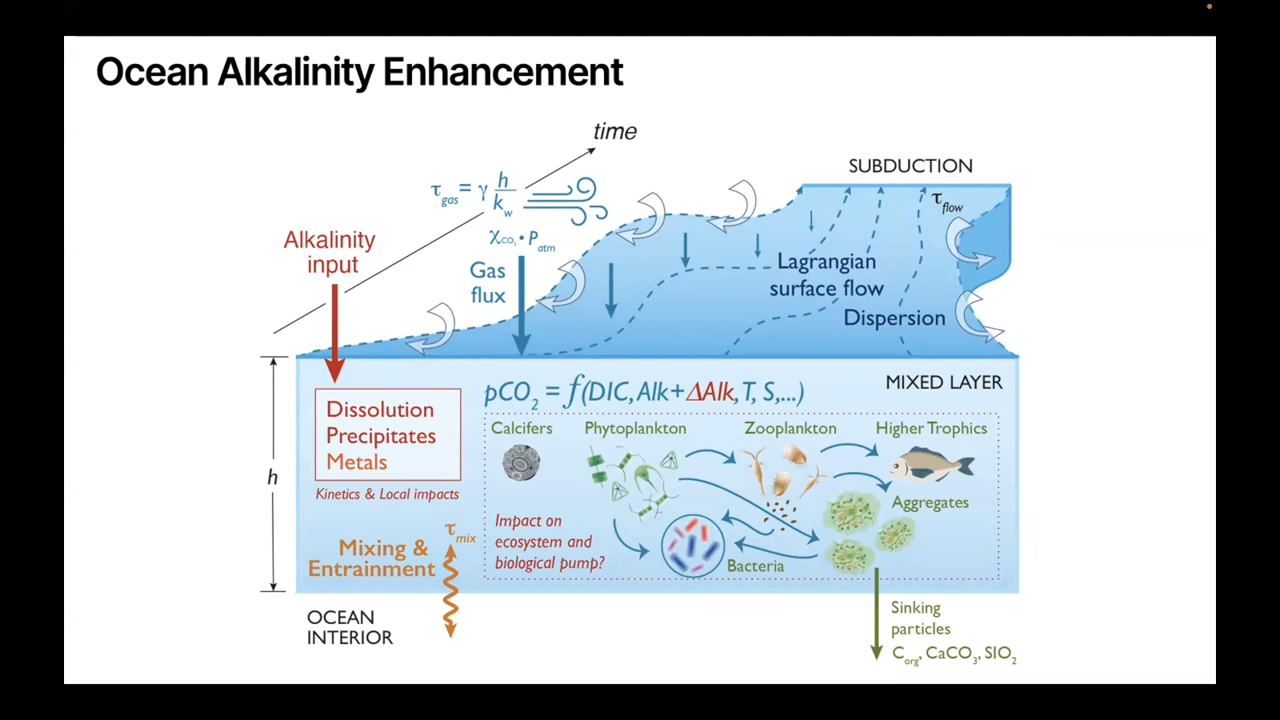 Ocean Alkalinity Enhancement
time
SUBDUCTION
τgas = γ h/kw
τflow
χCO₂ • Patm
Alkalinity
input
Gas
flux
Lagrangian
surface flow
Dispersion
MIXED LAYER
pCO₂ = f(DIC, Alk+ΔAlk, T, S,...)
Dissolution
Precipitates
Metals
Kinetics & Local impacts
h
Calcifers
Phytoplankton
Zooplankton
Higher Trophics
Aggregates
Impact on
ecosystem and
biological pump?
Bacteria
τmix
Mixing &
Entrainment
OCEAN
INTERIOR
Sinking
particles
Corg, CaCO₃, SIO₂